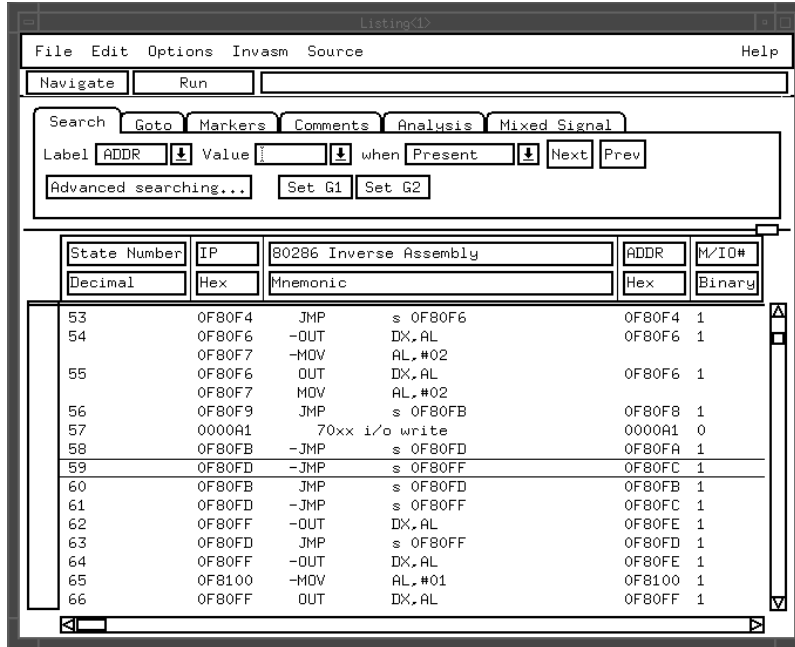 Listing<1>
File Edit Options Invasm Source Help
Navigate Run
Search Goto Markers Comments Analysis Mixed Signal
Label ADDR Value when Present Next Prev
Advanced searching... Set G1 Set G2
State Number IP 80286 Inverse Assembly ADDR M/IO#
Decimal Hex Mnemonic Hex Binary
53 0F80F4 JMP s 0F80F6 0F80F4 1
54 0F80F6 -OUT DX,AL 0F80F6 1
0F80F7 -MOV AL,#02
55 0F80F6 OUT DX,AL 0F80F6 1
0F80F7 MOV AL,#02
56 0F80F9 JMP s 0F80FB 0F80F8 1
57 0000A1 70xx i/o write 0000A1 0
58 0F80FB -JMP s 0F80FD 0F80FA 1
59 0F80FD -JMP s 0F80FF 0F80FC 1
60 0F80FB JMP s 0F80FD 0F80FB 1
61 0F80FD -JMP s 0F80FF 0F80FC 1
62 0F80FF -OUT DX,AL 0F80FE 1
63 0F80FD JMP s 0F80FF 0F80FD 1
64 0F80FF -OUT DX,AL 0F80FE 1
65 0F8100 -MOV AL,#01 0F8100 1
66 0F80FF OUT DX,AL 0F80FF 1